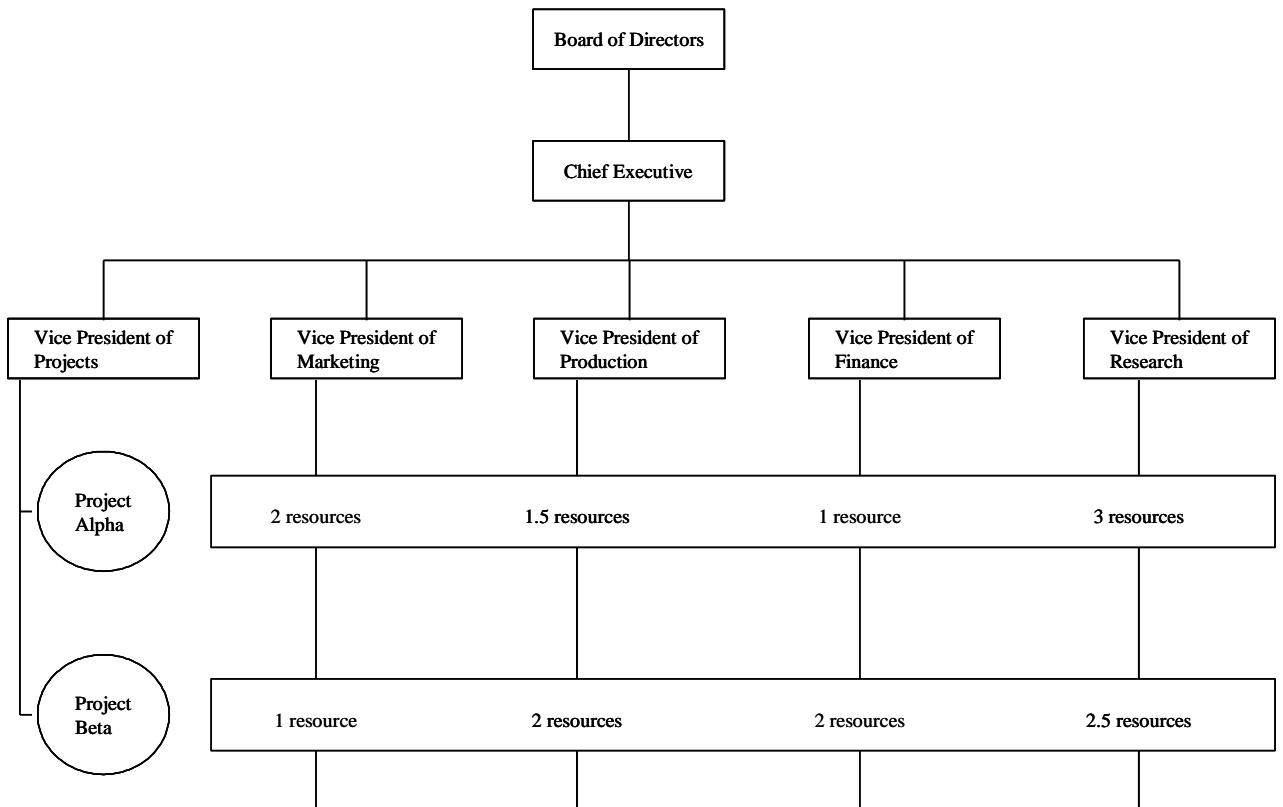 Board of Directors
Chief Executive
Vice President of
Projects
Vice President of
Marketing
Vice President of
Production
Vice President of
Finance
Vice President of
Research
Project
Alpha
2 resources
1.5 resources
1 resource
3 resources
Project
Beta
1 resource
2 resources
2 resources
2.5 resources